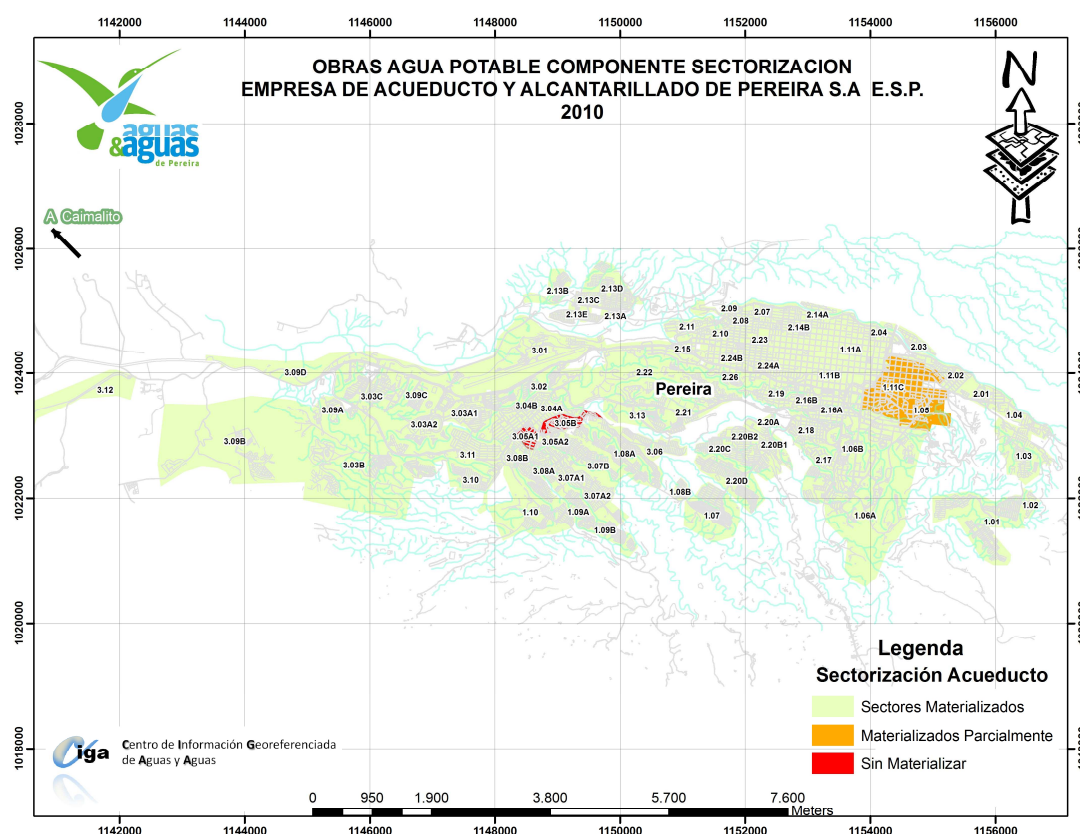 1142000 1144000 1146000 1148000 1150000 1152000 1154000 1156000
OBRAS AGUA POTABLE COMPONENTE SECTORIZACION
EMPRESA DE ACUEDUCTO Y ALCANTARILLADO DE PEREIRA S.A E.S.P.
2010
N
aguas
&aguas
de Pereira
1028000
A Caimalito
1026000
2.13B 2.13D
2.13C
2.13E 2.13A
2.09 2.07 2.14A
2.11 2.08 2.14B
2.10 2.23 2.04
3.01 2.15 1.11A 2.03
2.24B 2.24A
1024000
3.09D 2.22 2.26 1.11B 2.02
3.12 3.02 Pereira 1.11C
3.03C 3.09C 2.19 2.16B 2.01
3.09A 3.03A1 3.04B 3.04A 3.13 2.21 2.16A 1.05 1.04
3.03A2 3.05B 2.20A 2.18
3.09B 3.05A1 3.05A2 2.20B2 2.20B1
3.11 3.08B 1.08A 3.06 2.20C 1.06B 1.03
3.03B 3.08A 3.07D 2.17
3.10 3.07A1 2.20D
1022000
3.07A2 1.08B
1.10 1.09A 1.07 1.06A 1.02
1.09B 1.01
1020000
Legenda
Sectorización Acueducto
Sectores Materializados
Materializados Parcialmente
Sin Materializar
1018000
Ciga
Centro de Información Georeferenciada
de Aguas y Aguas
0 950 1.900 3.800 5.700 7.600
Meters
1142000 1144000 1146000 1148000 1150000 1152000 1154000 1156000